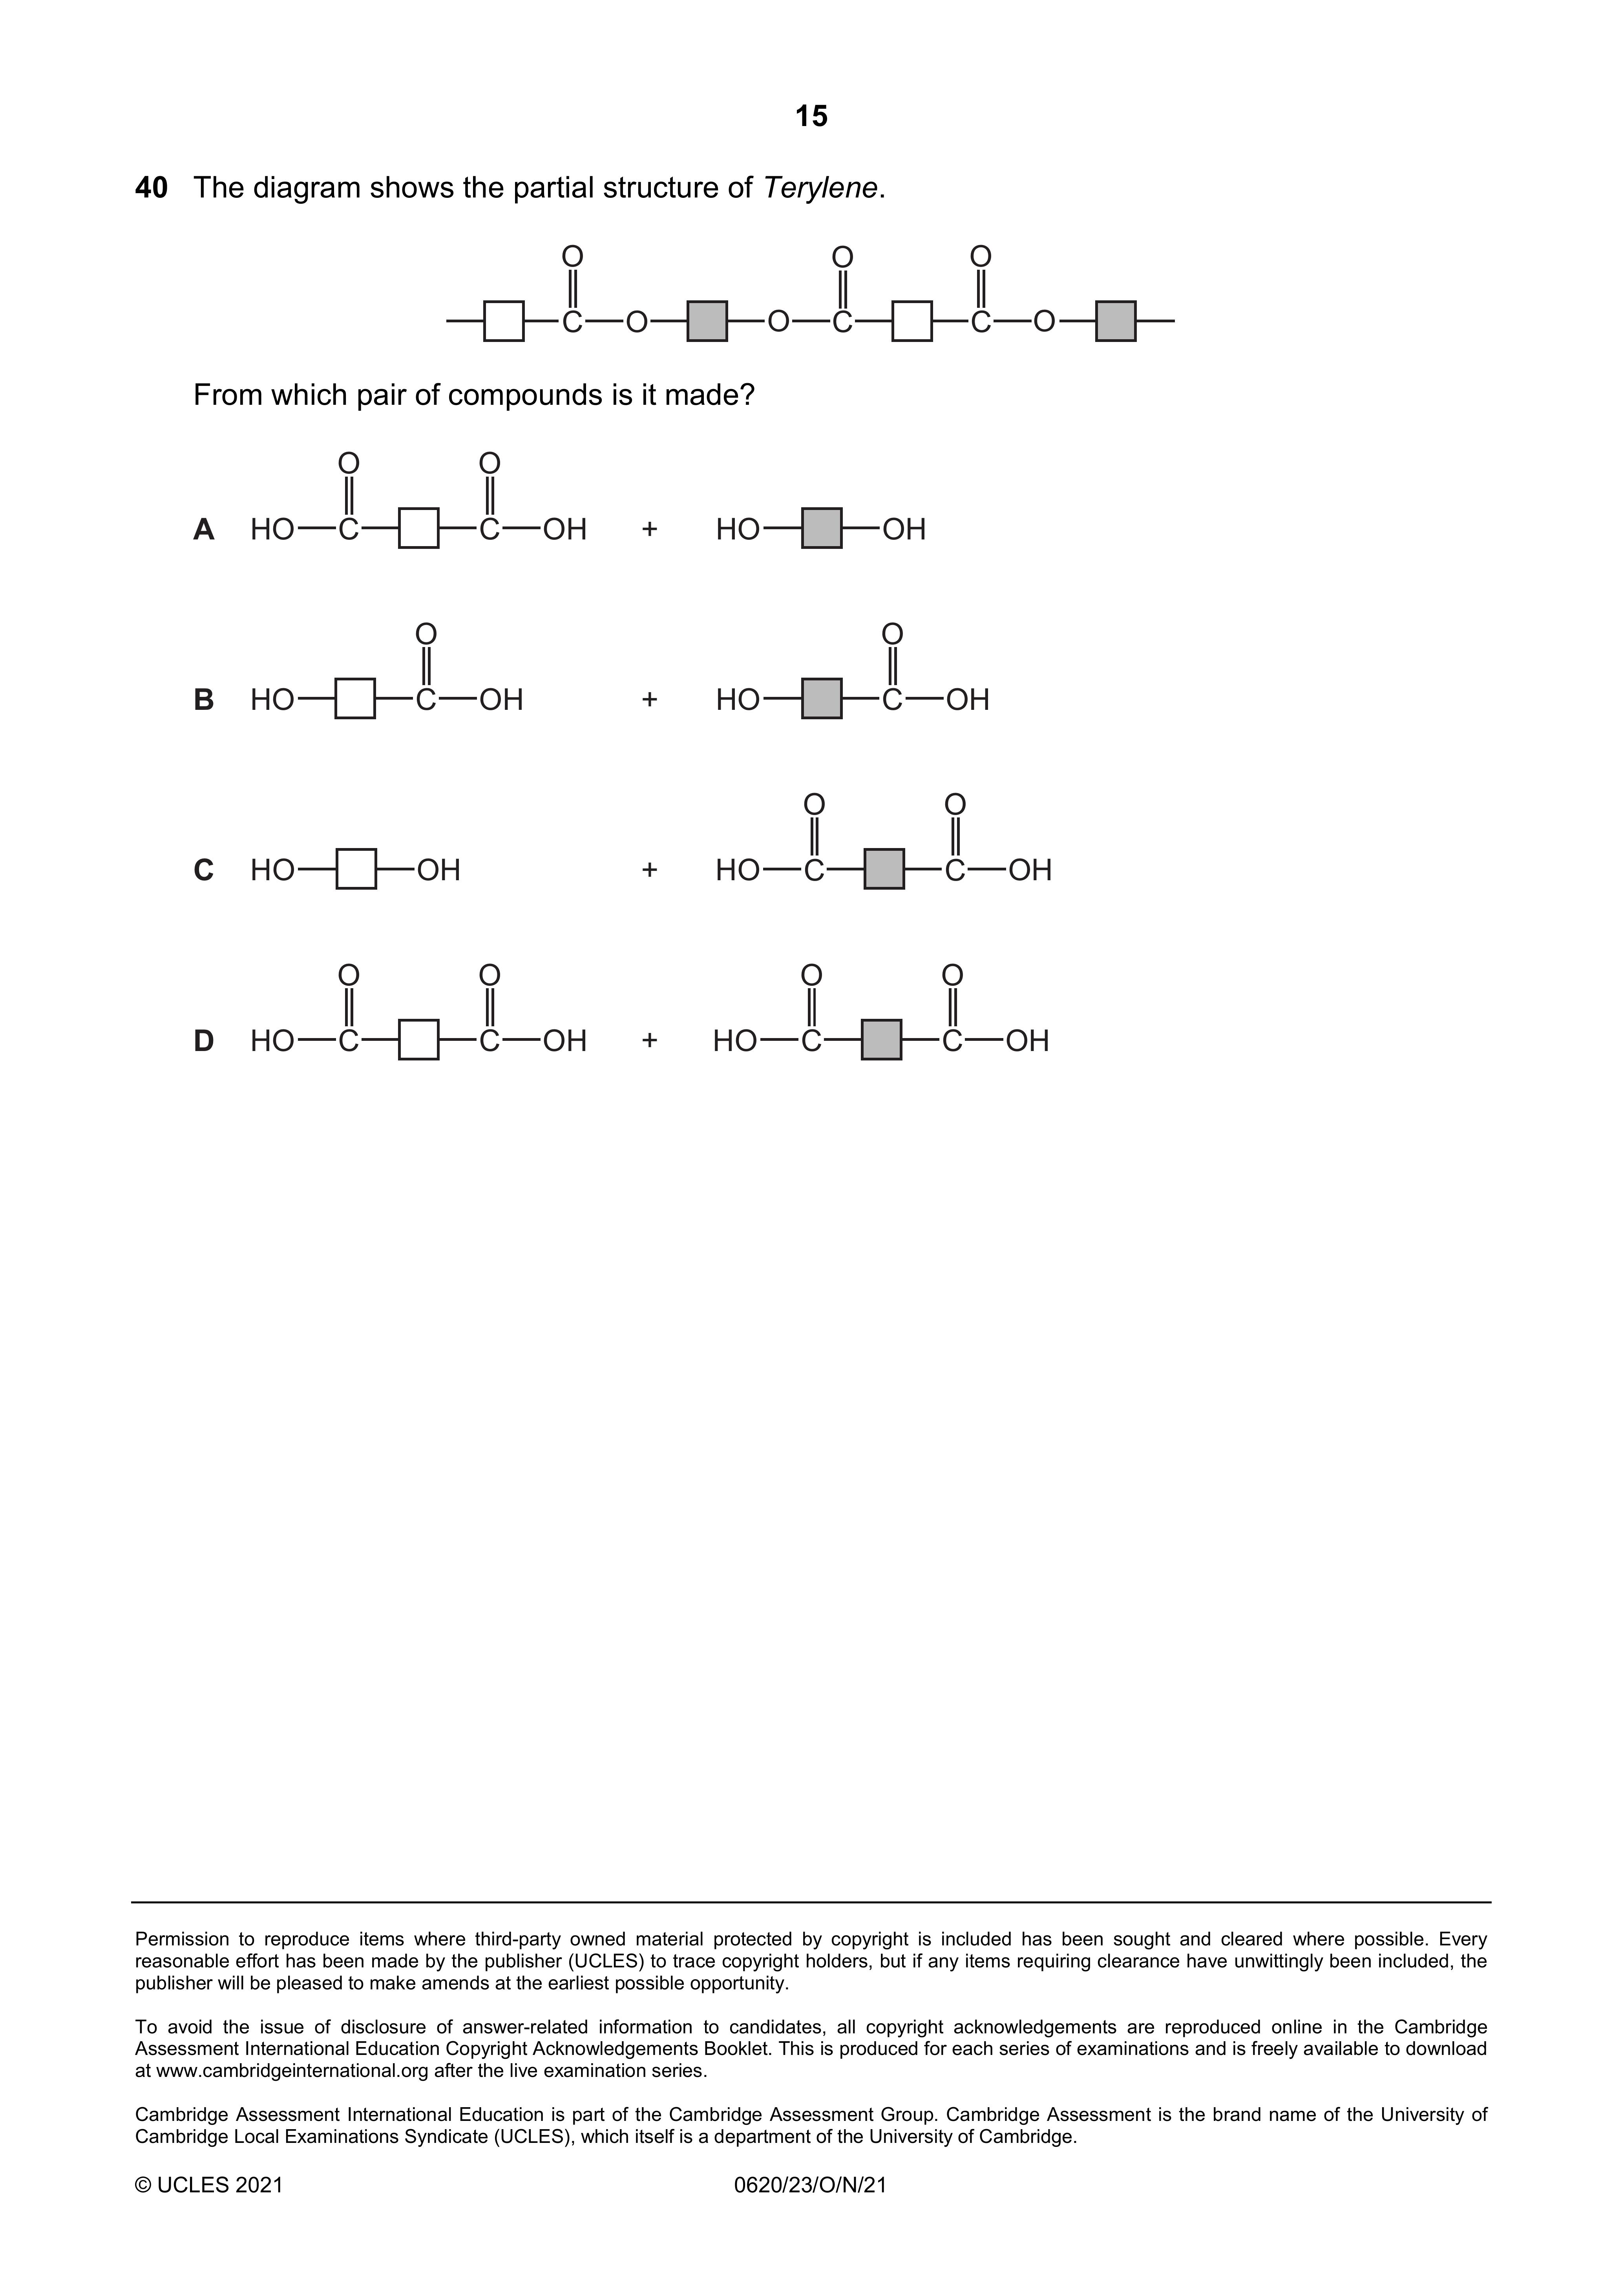 15
40 The diagram shows the partial structure of Terylene.
O O O
C O O C C O
From which pair of compounds is it made?
O O
A HO C C OH + HO OH
O O
B HO C OH + HO C OH
O O
C HO OH + HO C C OH
O O O O
D HO C C OH + HO C C OH
Permission to reproduce items where third-party owned material protected by copyright is included has been sought and cleared where possible. Every
reasonable effort has been made by the publisher (UCLES) to trace copyright holders, but if any items requiring clearance have unwittingly been included, the
publisher will be pleased to make amends at the earliest possible opportunity.
To avoid the issue of disclosure of answer-related information to candidates, all copyright acknowledgements are reproduced online in the Cambridge
Assessment International Education Copyright Acknowledgements Booklet. This is produced for each series of examinations and is freely available to download
at www.cambridgeinternational.org after the live examination series.
Cambridge Assessment International Education is part of the Cambridge Assessment Group. Cambridge Assessment is the brand name of the University of
Cambridge Local Examinations Syndicate (UCLES), which itself is a department of the University of Cambridge.
© UCLES 2021 0620/23/O/N/21